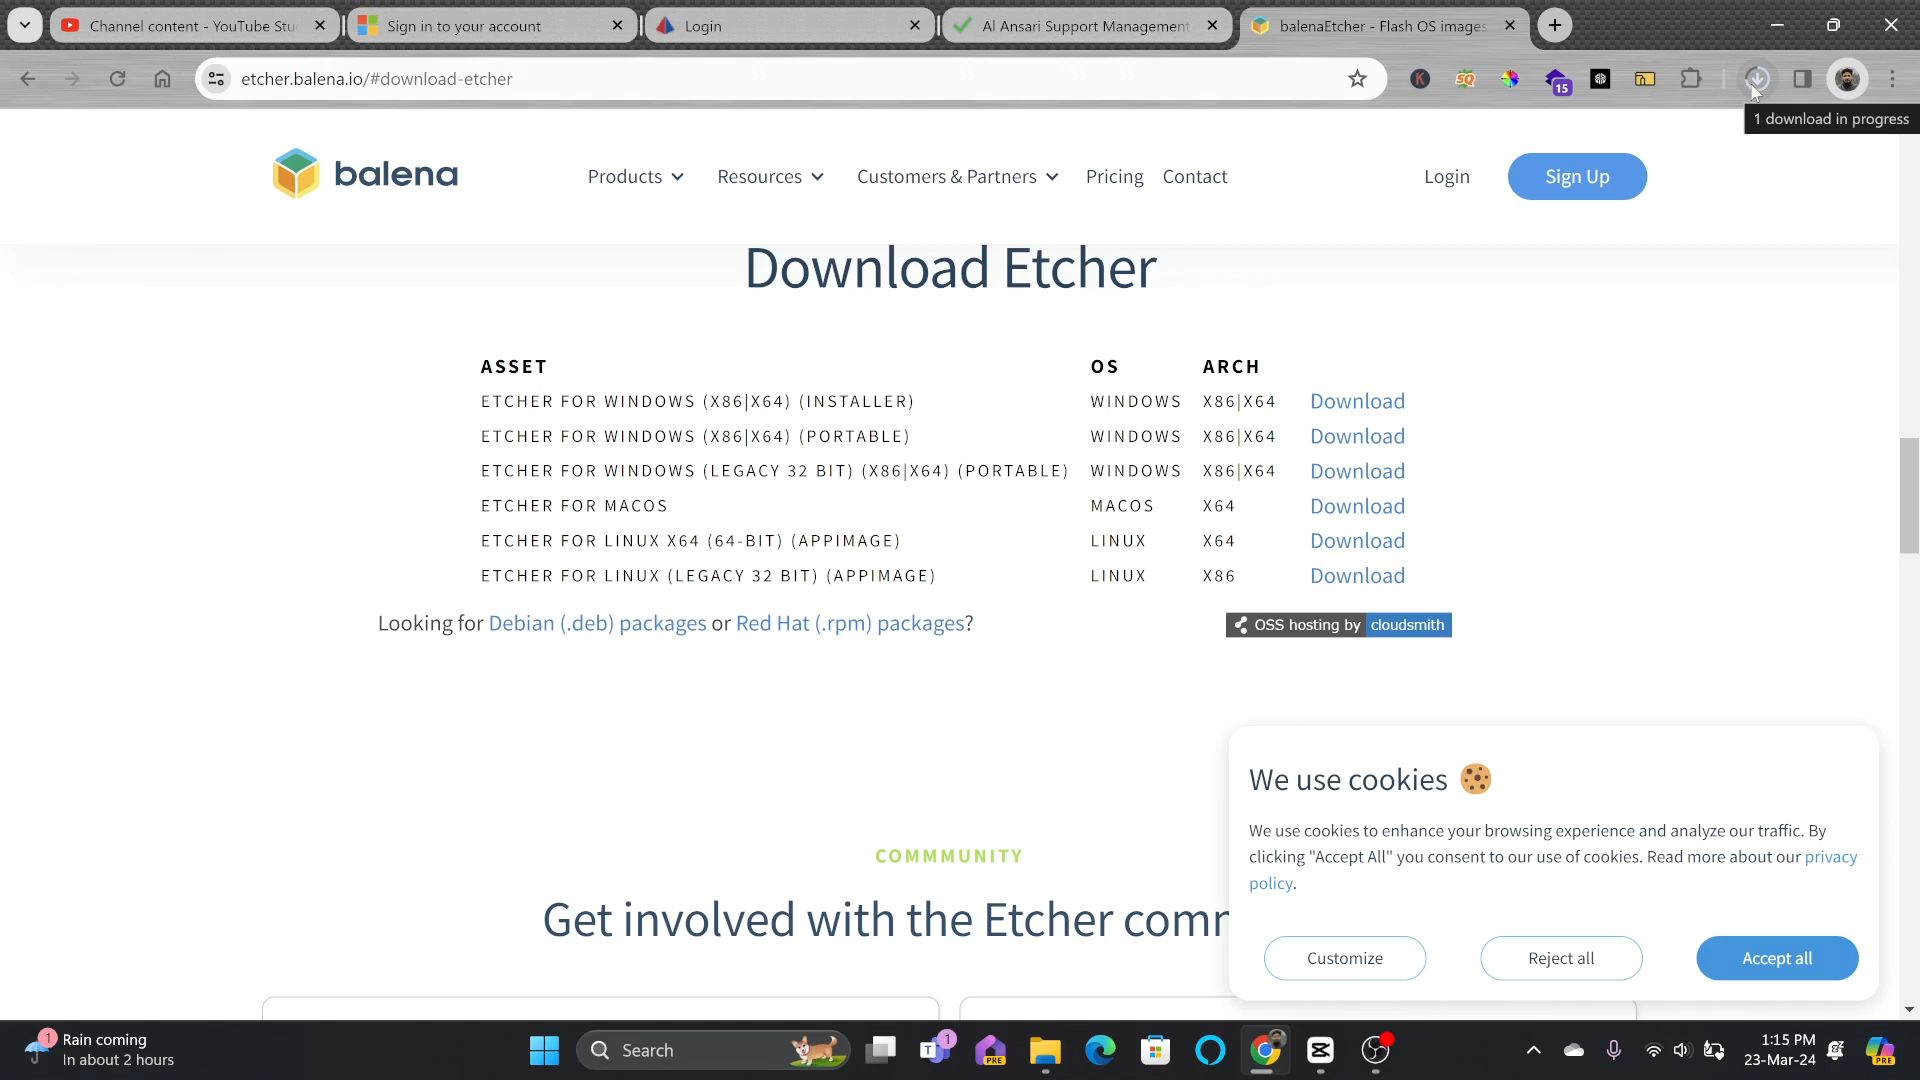 Channel content - YouTube Stu
Sign in to your account
Login
Al Ansari Support Management
balenaEtcher - Flash OS images
etcher.balena.io/#download-etcher
K
SQ
15
1 download in progress
balena
Products
Resources
Customers & Partners
Pricing
Contact
Login
Sign Up
Download Etcher
ASSET OS ARCH
ETCHER FOR WINDOWS (X86|X64) (INSTALLER) WINDOWS X86|X64 Download
ETCHER FOR WINDOWS (X86|X64) (PORTABLE) WINDOWS X86|X64 Download
ETCHER FOR WINDOWS (LEGACY 32 BIT) (X86|X64) (PORTABLE) WINDOWS X86|X64 Download
ETCHER FOR MACOS MACOS X64 Download
ETCHER FOR LINUX X64 (64-BIT) (APPIMAGE) LINUX X64 Download
ETCHER FOR LINUX (LEGACY 32 BIT) (APPIMAGE) LINUX X86 Download
Looking for Debian (.deb) packages or Red Hat (.rpm) packages?
OSS hosting by cloudsmith
COMMMUNITY
Get involved with the Etcher comm
We use cookies
We use cookies to enhance your browsing experience and analyze our traffic. By
clicking "Accept All" you consent to our use of cookies. Read more about our privacy
policy.
Customize
Reject all
Accept all
1
Rain coming
In about 2 hours
Search
T
1
PRE
1:15 PM
23-Mar-24
PRE